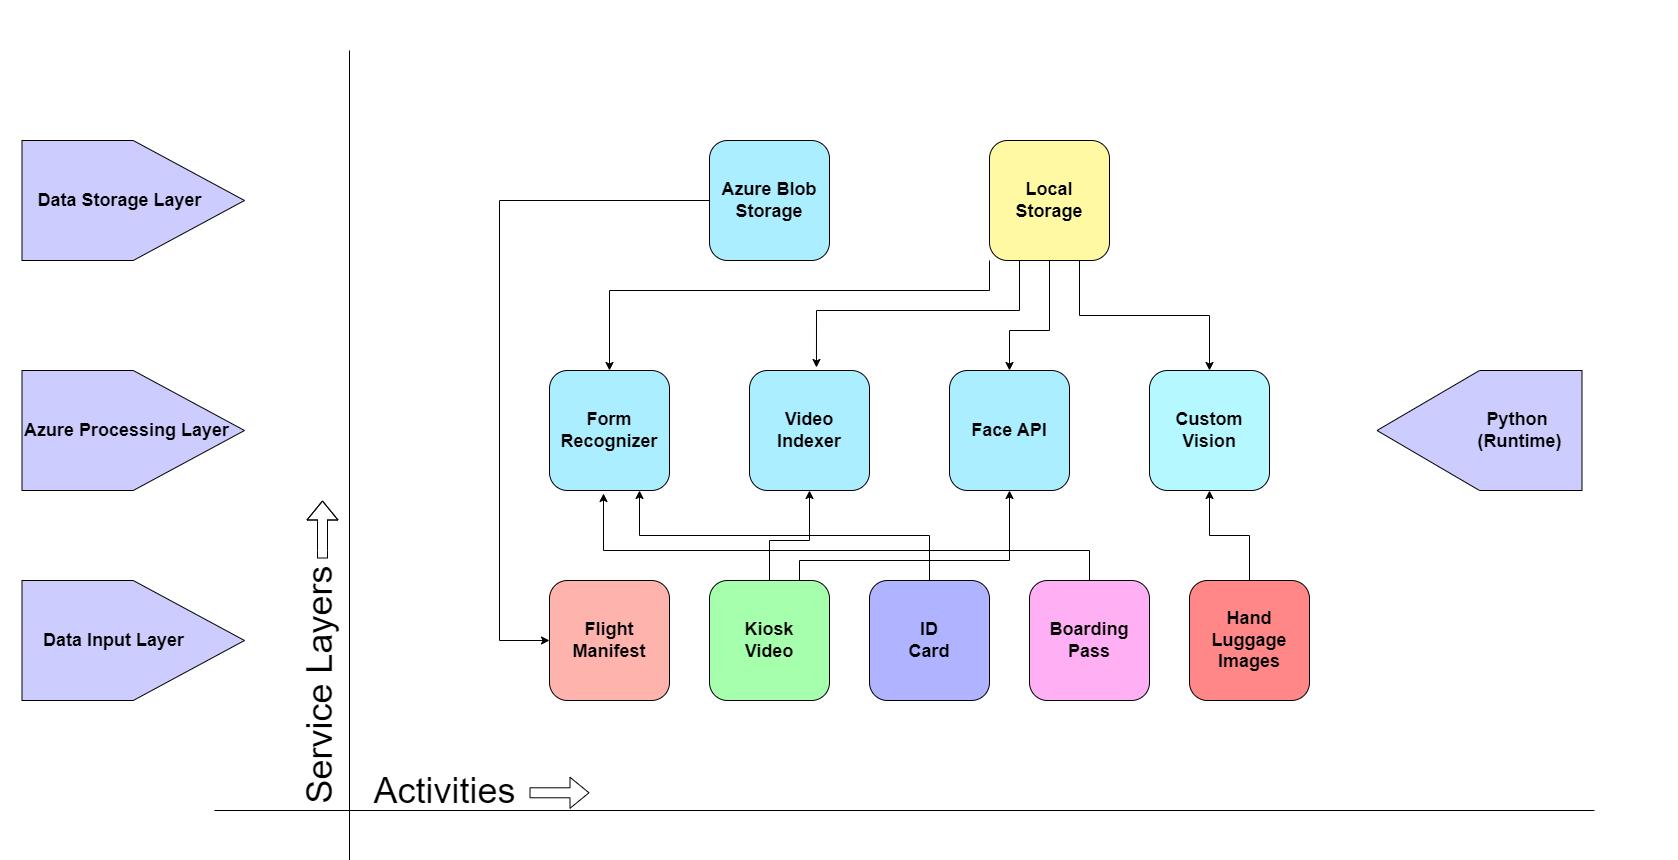 Data Storage Layer
Azure Blob
Storage
Local
Storage
Azure Processing Layer
Form
Recognizer
Video
Indexer
Face API
Custom
Vision
Python
(Runtime)
Data Input Layer
Flight
Manifest
Kiosk
Video
ID
Card
Boarding
Pass
Hand
Luggage
Images
Service Layers
Activities